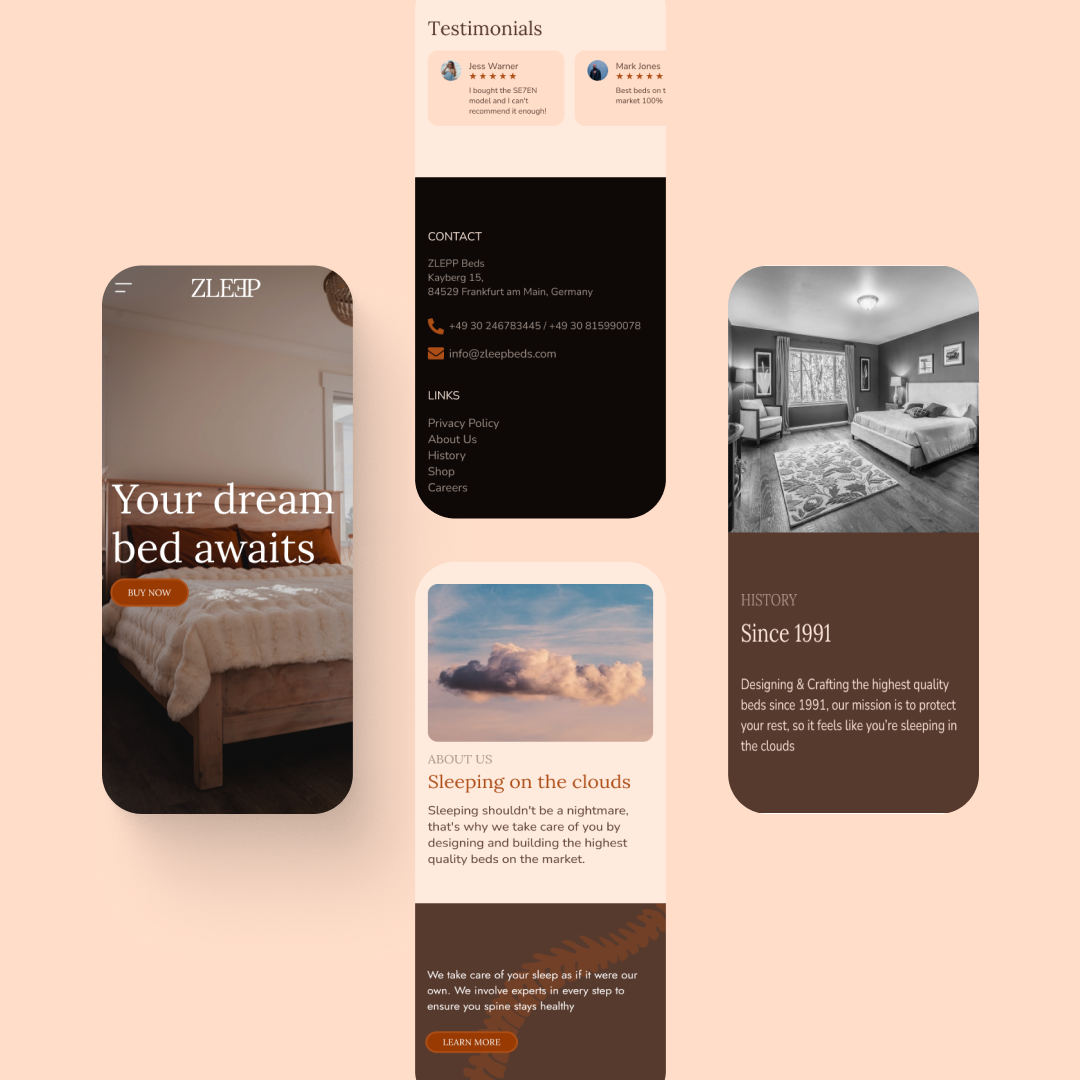 ZLEEP
Your dream
bed awaits
BUY NOW
Testimonials
Jess Warner
★ ★ ★ ★ ★
I bought the SE7EN
model and I can't
recommend it enough!
Mark Jones
★ ★ ★ ★ ★
Best beds on t
market 100%
CONTACT
ZLEPP Beds
Kayberg 15,
84529 Frankfurt am Main, Germany
+49 30 246783445 / +49 30 815990078
info@zleepbeds.com
LINKS
Privacy Policy
About Us
History
Shop
Careers
ABOUT US
Sleeping on the clouds
Sleeping shouldn't be a nightmare,
that's why we take care of you by
designing and building the highest
quality beds on the market.
We take care of your sleep as if it were our
own. We involve experts in every step to
ensure you spine stays healthy
LEARN MORE
HISTORY
Since 1991
Designing & Crafting the highest quality
beds since 1991, our mission is to protect
your rest, so it feels like you're sleeping in
the clouds